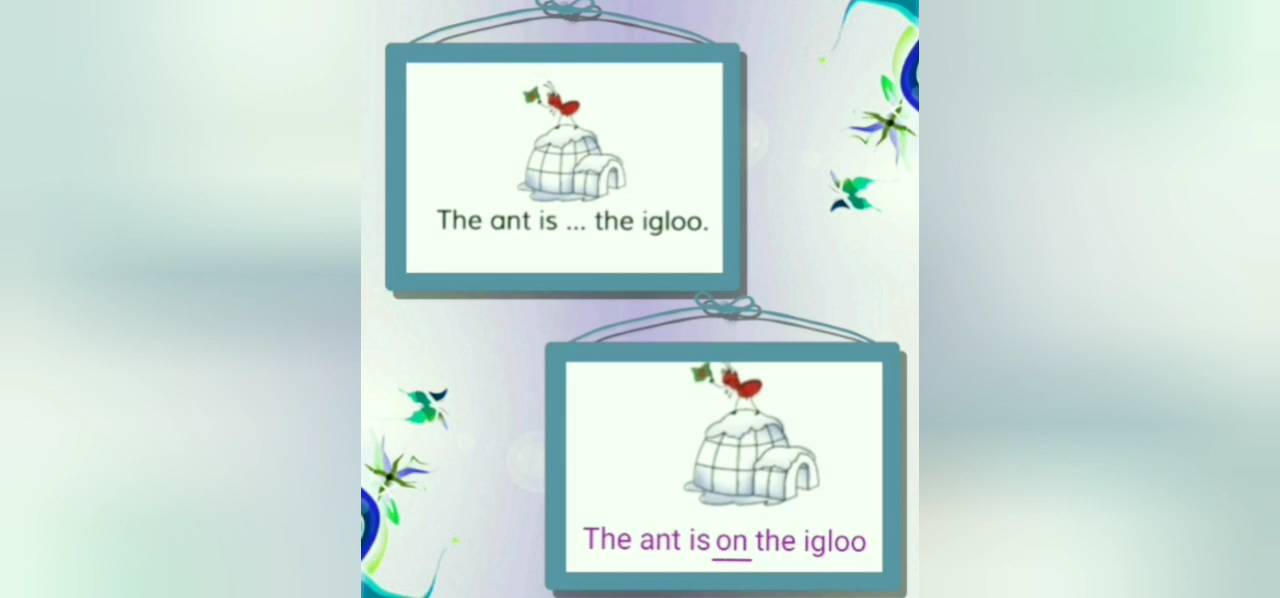 The ant is ... the igloo.
The ant is on the igloo